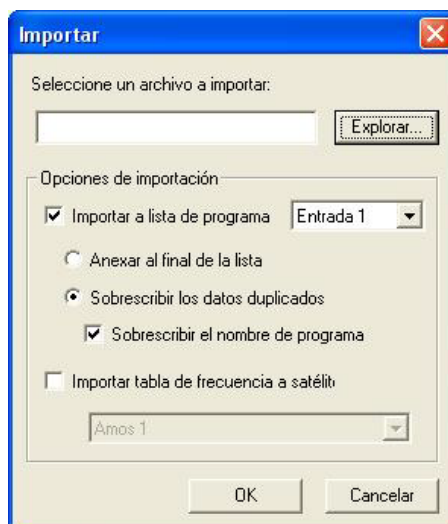 Importar
Seleccione un archivo a importar:
Explorar...
Opciones de importación
Importar a lista de programa Entrada 1
Anexar al final de la lista
Sobrescribir los datos duplicados
Sobrescribir el nombre de programa
Importar tabla de frecuencia a satélit
Amos 1
OK Cancelar